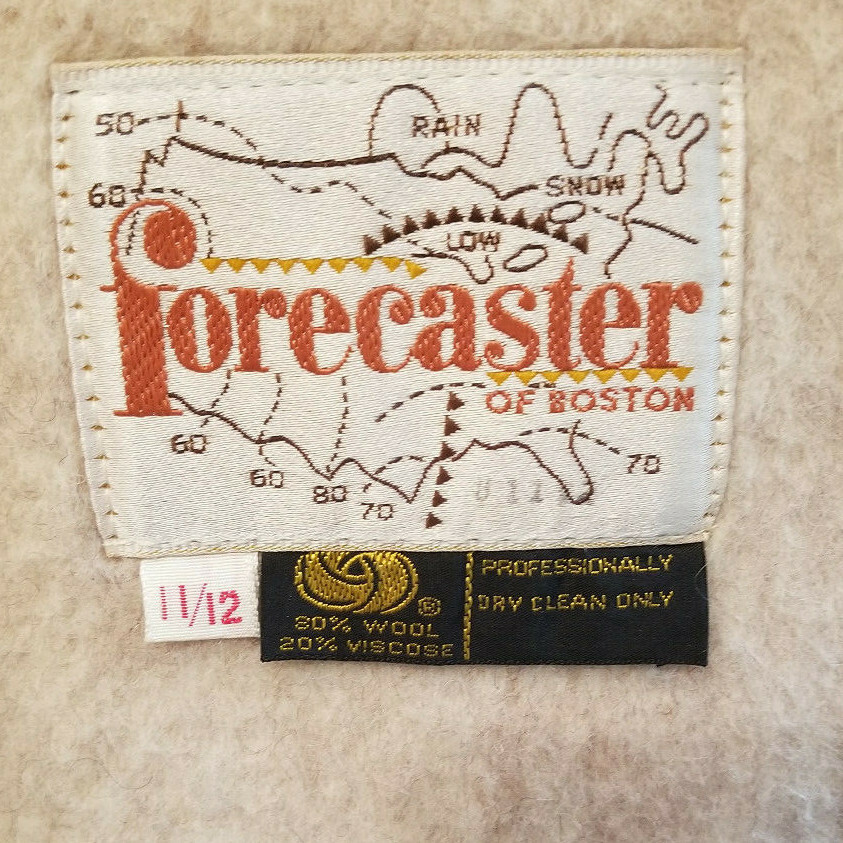 50
RAIN
SNOW
60
LOW
forecaster
OF BOSTON
60
60
80
70
70
11/12
®
80% WOOL
20% VISCOSE
PROFESSIONALLY
DRY CLEAN ONLY